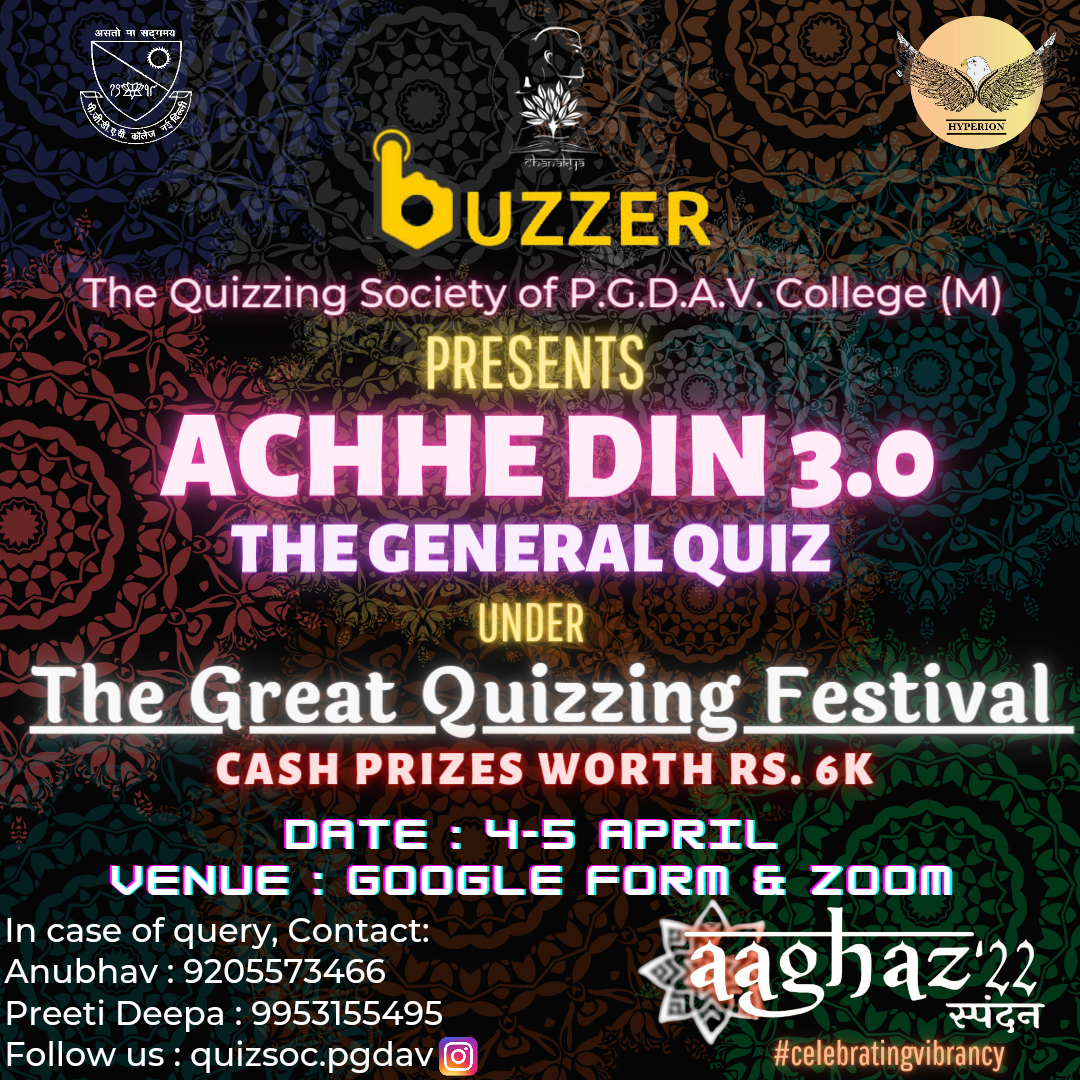 असतो मा सद्गमय
पी.जी.डी.ए.वी. कॉलेज नई दिल्ली
chanakya
HYPERION
buzzer
The Quizzing Society of P.G.D.A.V. College (M)
PRESENTS
ACHHE DIN 3.0
THE GENERAL QUIZ
UNDER
The Great Quizzing Festival
CASH PRIZES WORTH RS. 6K
DATE : 4-5 APRIL
VENUE : GOOGLE FORM & ZOOM
In case of query, Contact:
Anubhav : 9205573466
Preeti Deepa : 9953155495
Follow us : quizsoc.pgdav
aaghaz'22
स्पंदन
#celebratingvibrancy